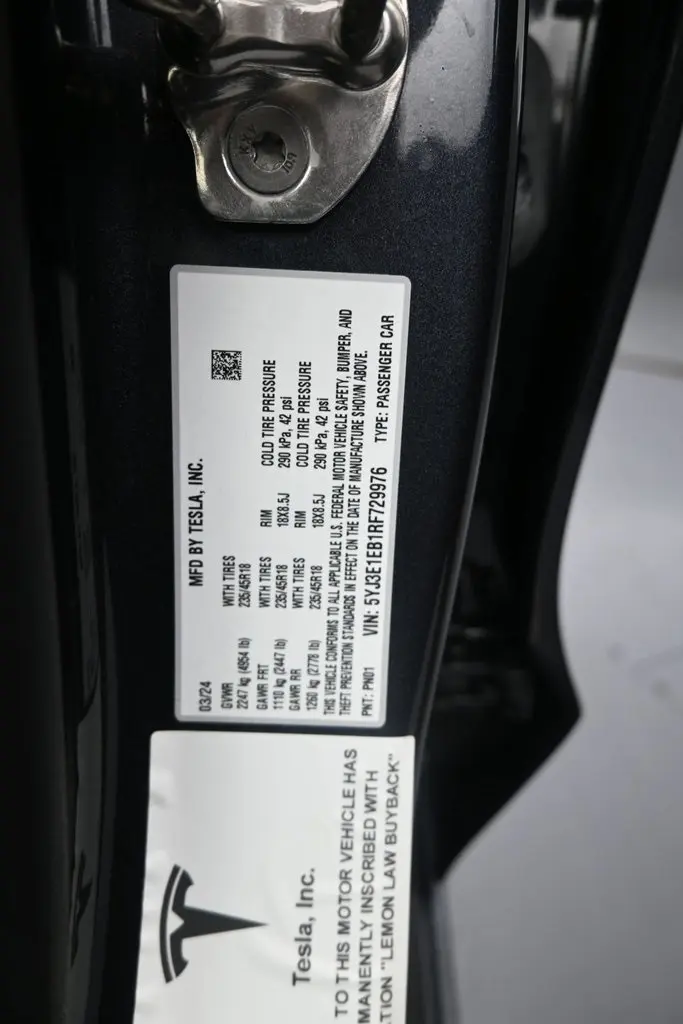 MFD BY TESLA, INC.
03/24
GVWR WITH TIRES
2247 kg (4954 lb) 235/45R18
GAWR FRT WITH TIRES RIM COLD TIRE PRESSURE
1110 kg (2447 lb) 235/45R18 18X8.5J 290 kPa, 42 psi
GAWR RR WITH TIRES RIM COLD TIRE PRESSURE
1260 kg (2778 lb) 235/45R18 18X8.5J 290 kPa, 42 psi
THIS VEHICLE CONFORMS TO ALL APPLICABLE U.S. FEDERAL MOTOR VEHICLE SAFETY, BUMPER, AND
THEFT PREVENTION STANDARDS IN EFFECT ON THE DATE OF MANUFACTURE SHOWN ABOVE.
PNT: PN01 VIN: 5YJ3E1EB1RF729976 TYPE: PASSENGER CAR
Tesla, Inc.
TO THIS MOTOR VEHICLE HAS
MANENTLY INSCRIBED WITH
TION "LEMON LAW BUYBACK"